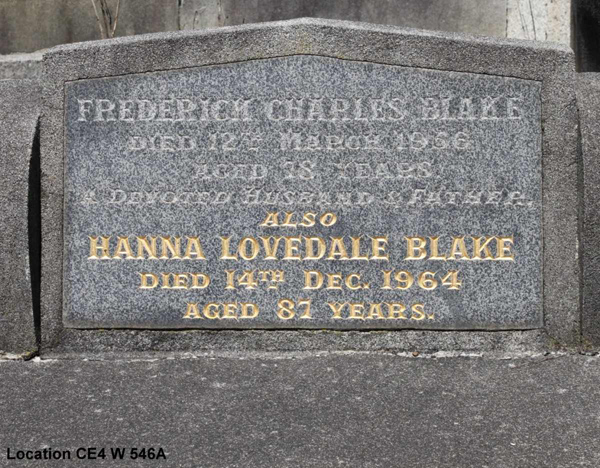 FREDERICK CHARLES BLAKE
DIED 12TH MARCH 1956
AGED 78 YEARS
A DEVOTED HUSBAND & FATHER.
ALSO
HANNA LOVEDALE BLAKE
DIED 14TH DEC. 1964
AGED 87 YEARS.
Location CE4 W 546A